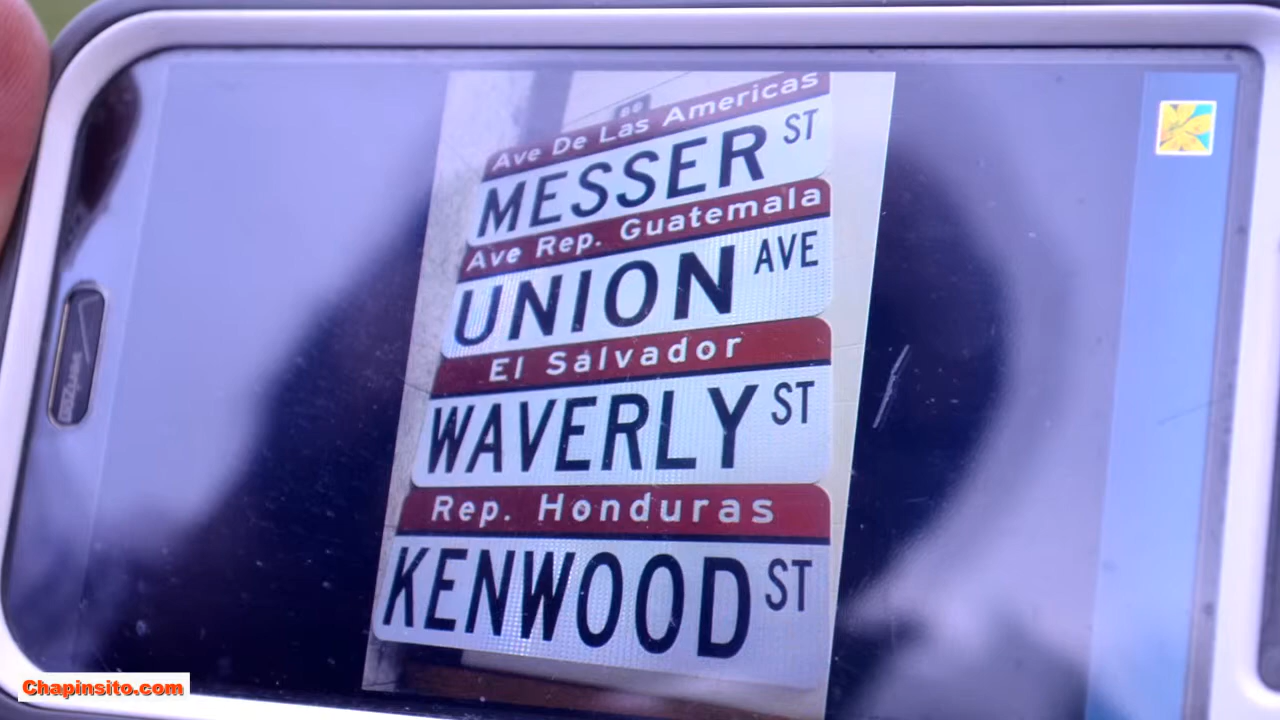 Ave De Las Americas
MESSER ST
Ave Rep. Guatemala
UNION AVE
El Salvador
WAVERLY ST
Rep. Honduras
KENWOOD ST
Chapinsito.com